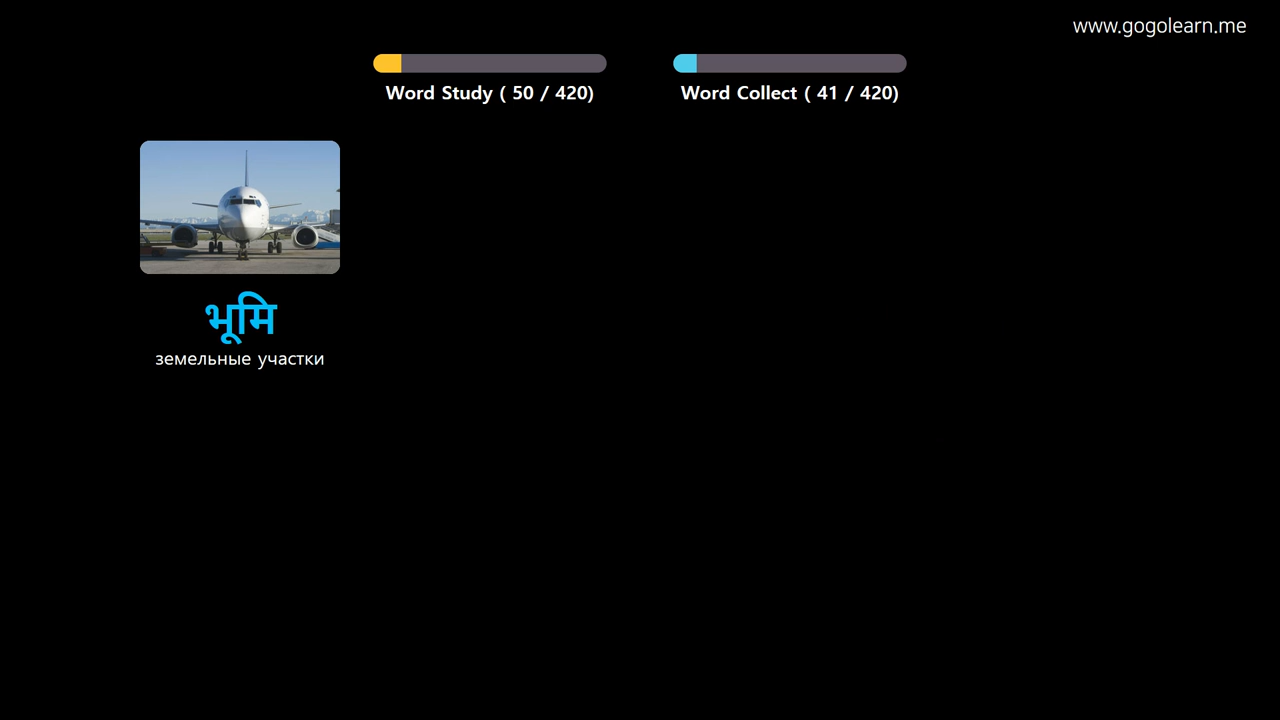 www.gogolearn.me
Word Study ( 50 / 420)
Word Collect ( 41 / 420)
भूमि
земельные участки